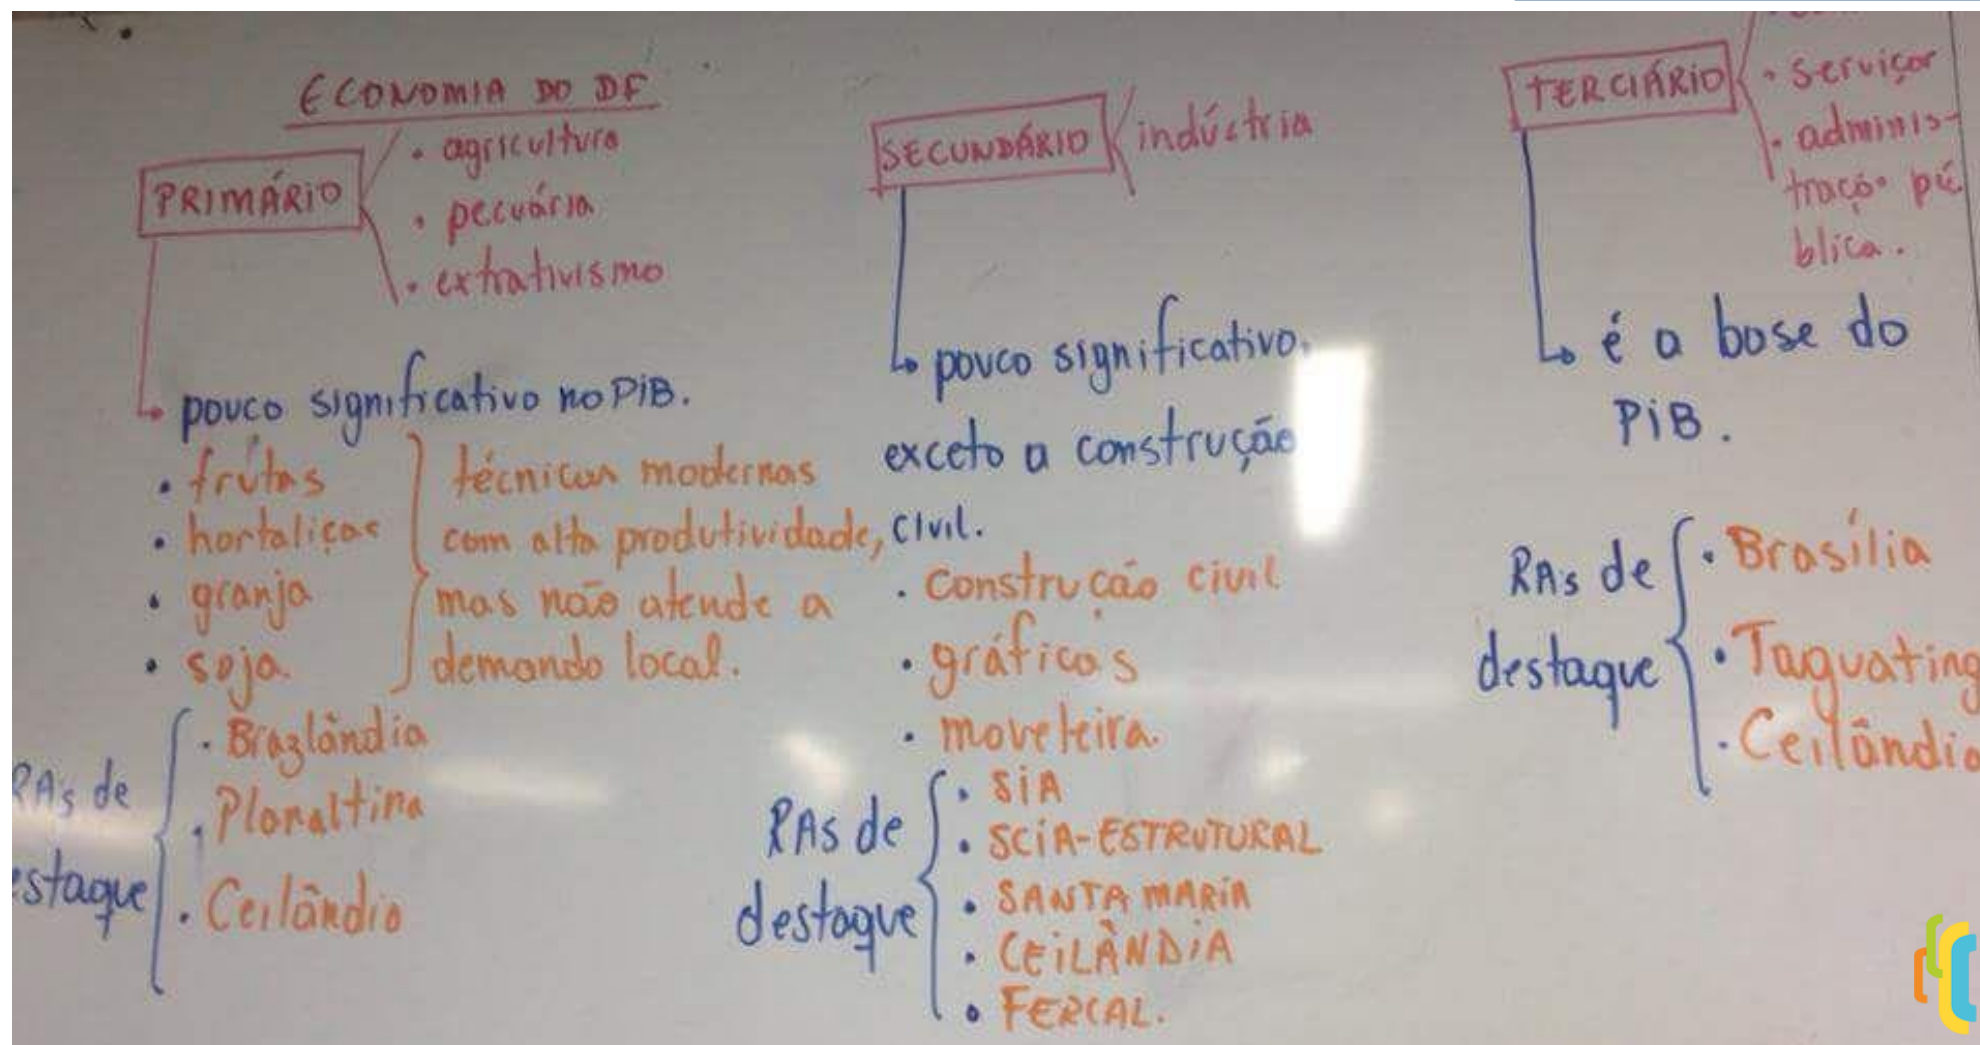 ECONOMIA DO DF
PRIMÁRIO
• agricultura
• pecuária
• extrativismo
pouco significativo no PIB.
• frutas
• hortaliças
• granja
• soja.
técnicas modernas
com alta produtividade,
mas não atende a
demanda local.
RAs de
estaque
• Brazlândia
• Planaltina
• Ceilândia
SECUNDÁRIO
indústria
pouco significativo,
exceto a construção
civil.
• Construção civil
• gráficas
• moveleira.
RAs de
destaque
• SIA
• SCIA-ESTRUTURAL
• SANTA MARIA
• CEILÂNDIA
• FERCAL.
TERCIÁRIO
• serviços
• adminis-
tração pú
blica.
é a base do
PIB.
RAs de
destaque
• Brasília
• Taguating
• Ceilândia